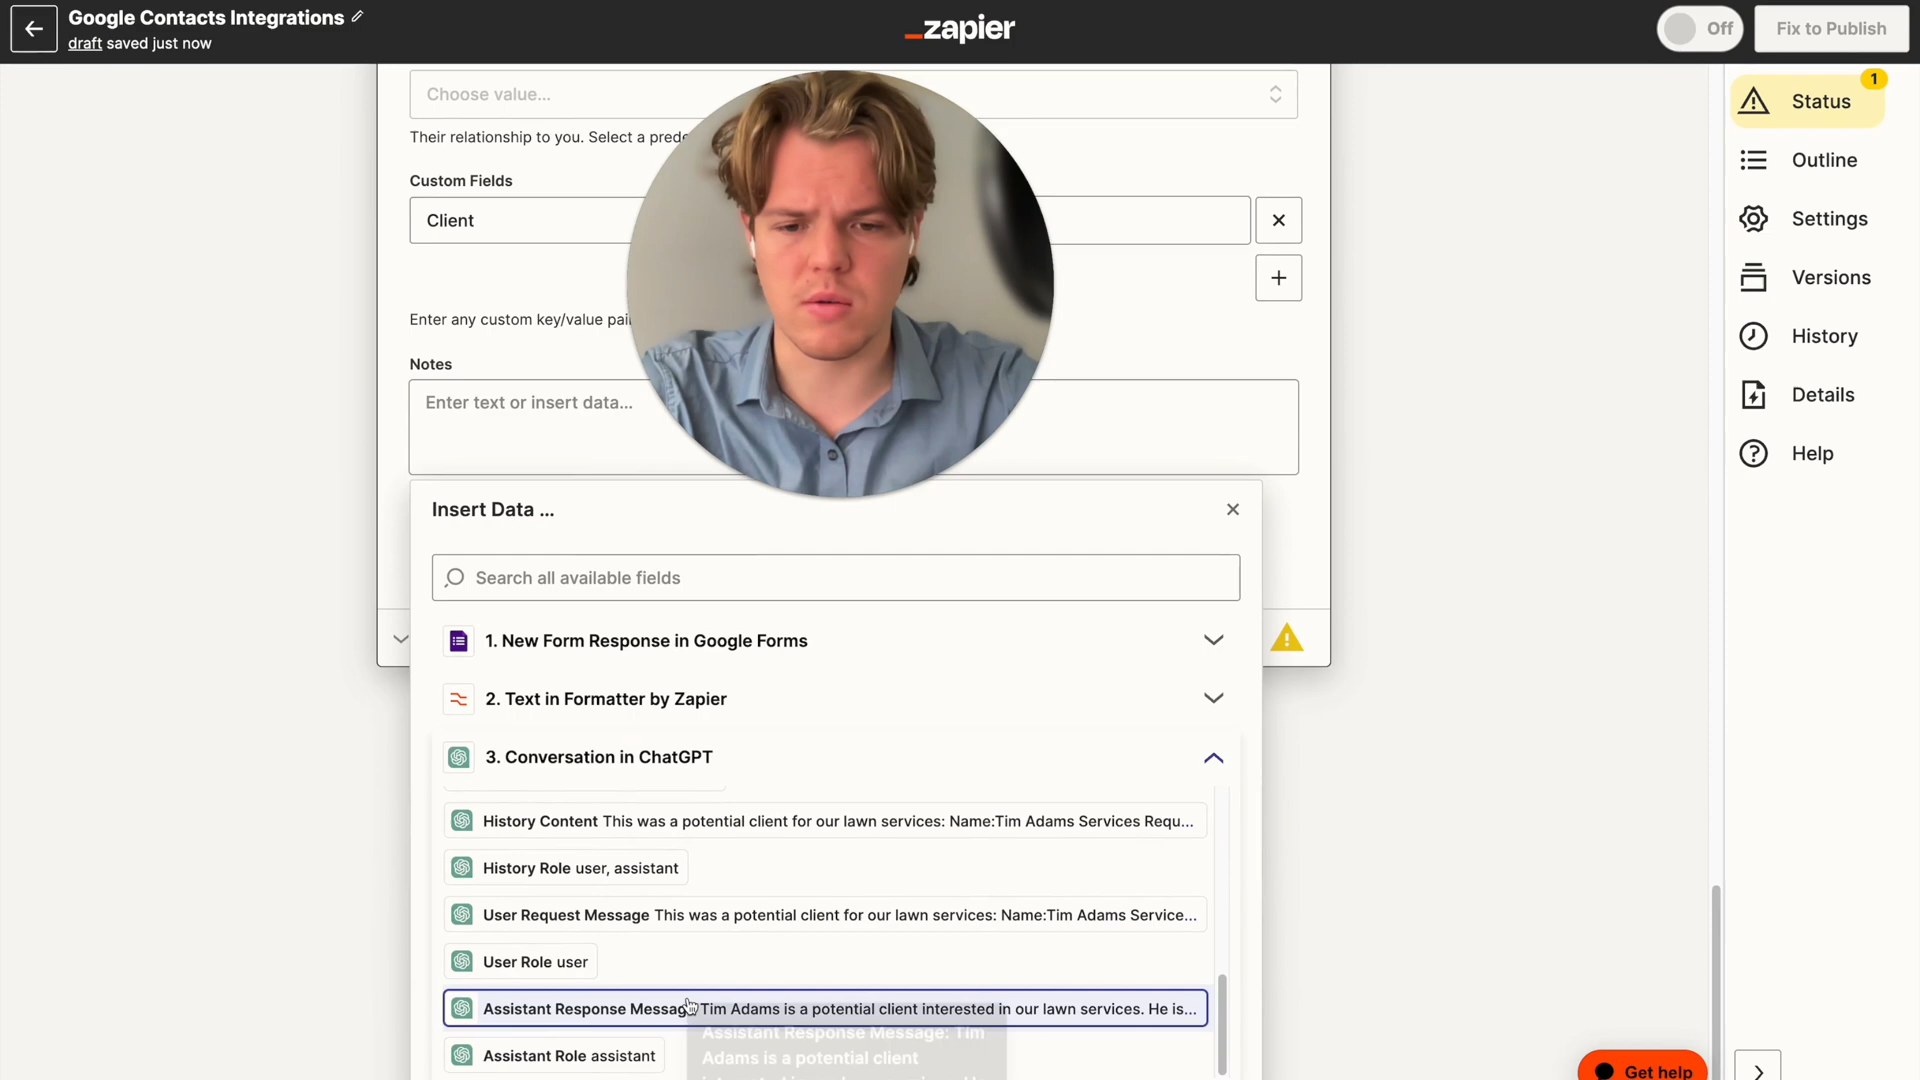 Google Contacts Integrations
draft saved just now
zapier
Off
Fix to Publish
Choose value...
Their relationship to you. Select a prede
Custom Fields
Client
Enter any custom key/value pai
Notes
Enter text or insert data...
Insert Data ...
Search all available fields
1. New Form Response in Google Forms
2. Text in Formatter by Zapier
3. Conversation in ChatGPT
History Content This was a potential client for our lawn services: Name:Tim Adams Services Requ...
History Role user, assistant
User Request Message This was a potential client for our lawn services: Name:Tim Adams Service...
User Role user
Assistant Response Messag Tim Adams is a potential client interested in our lawn services. He is...
Assistant Response Message: Tim
Adams is a potential client
Assistant Role assistant
1
Status
Outline
Settings
Versions
History
Details
Help
Get help